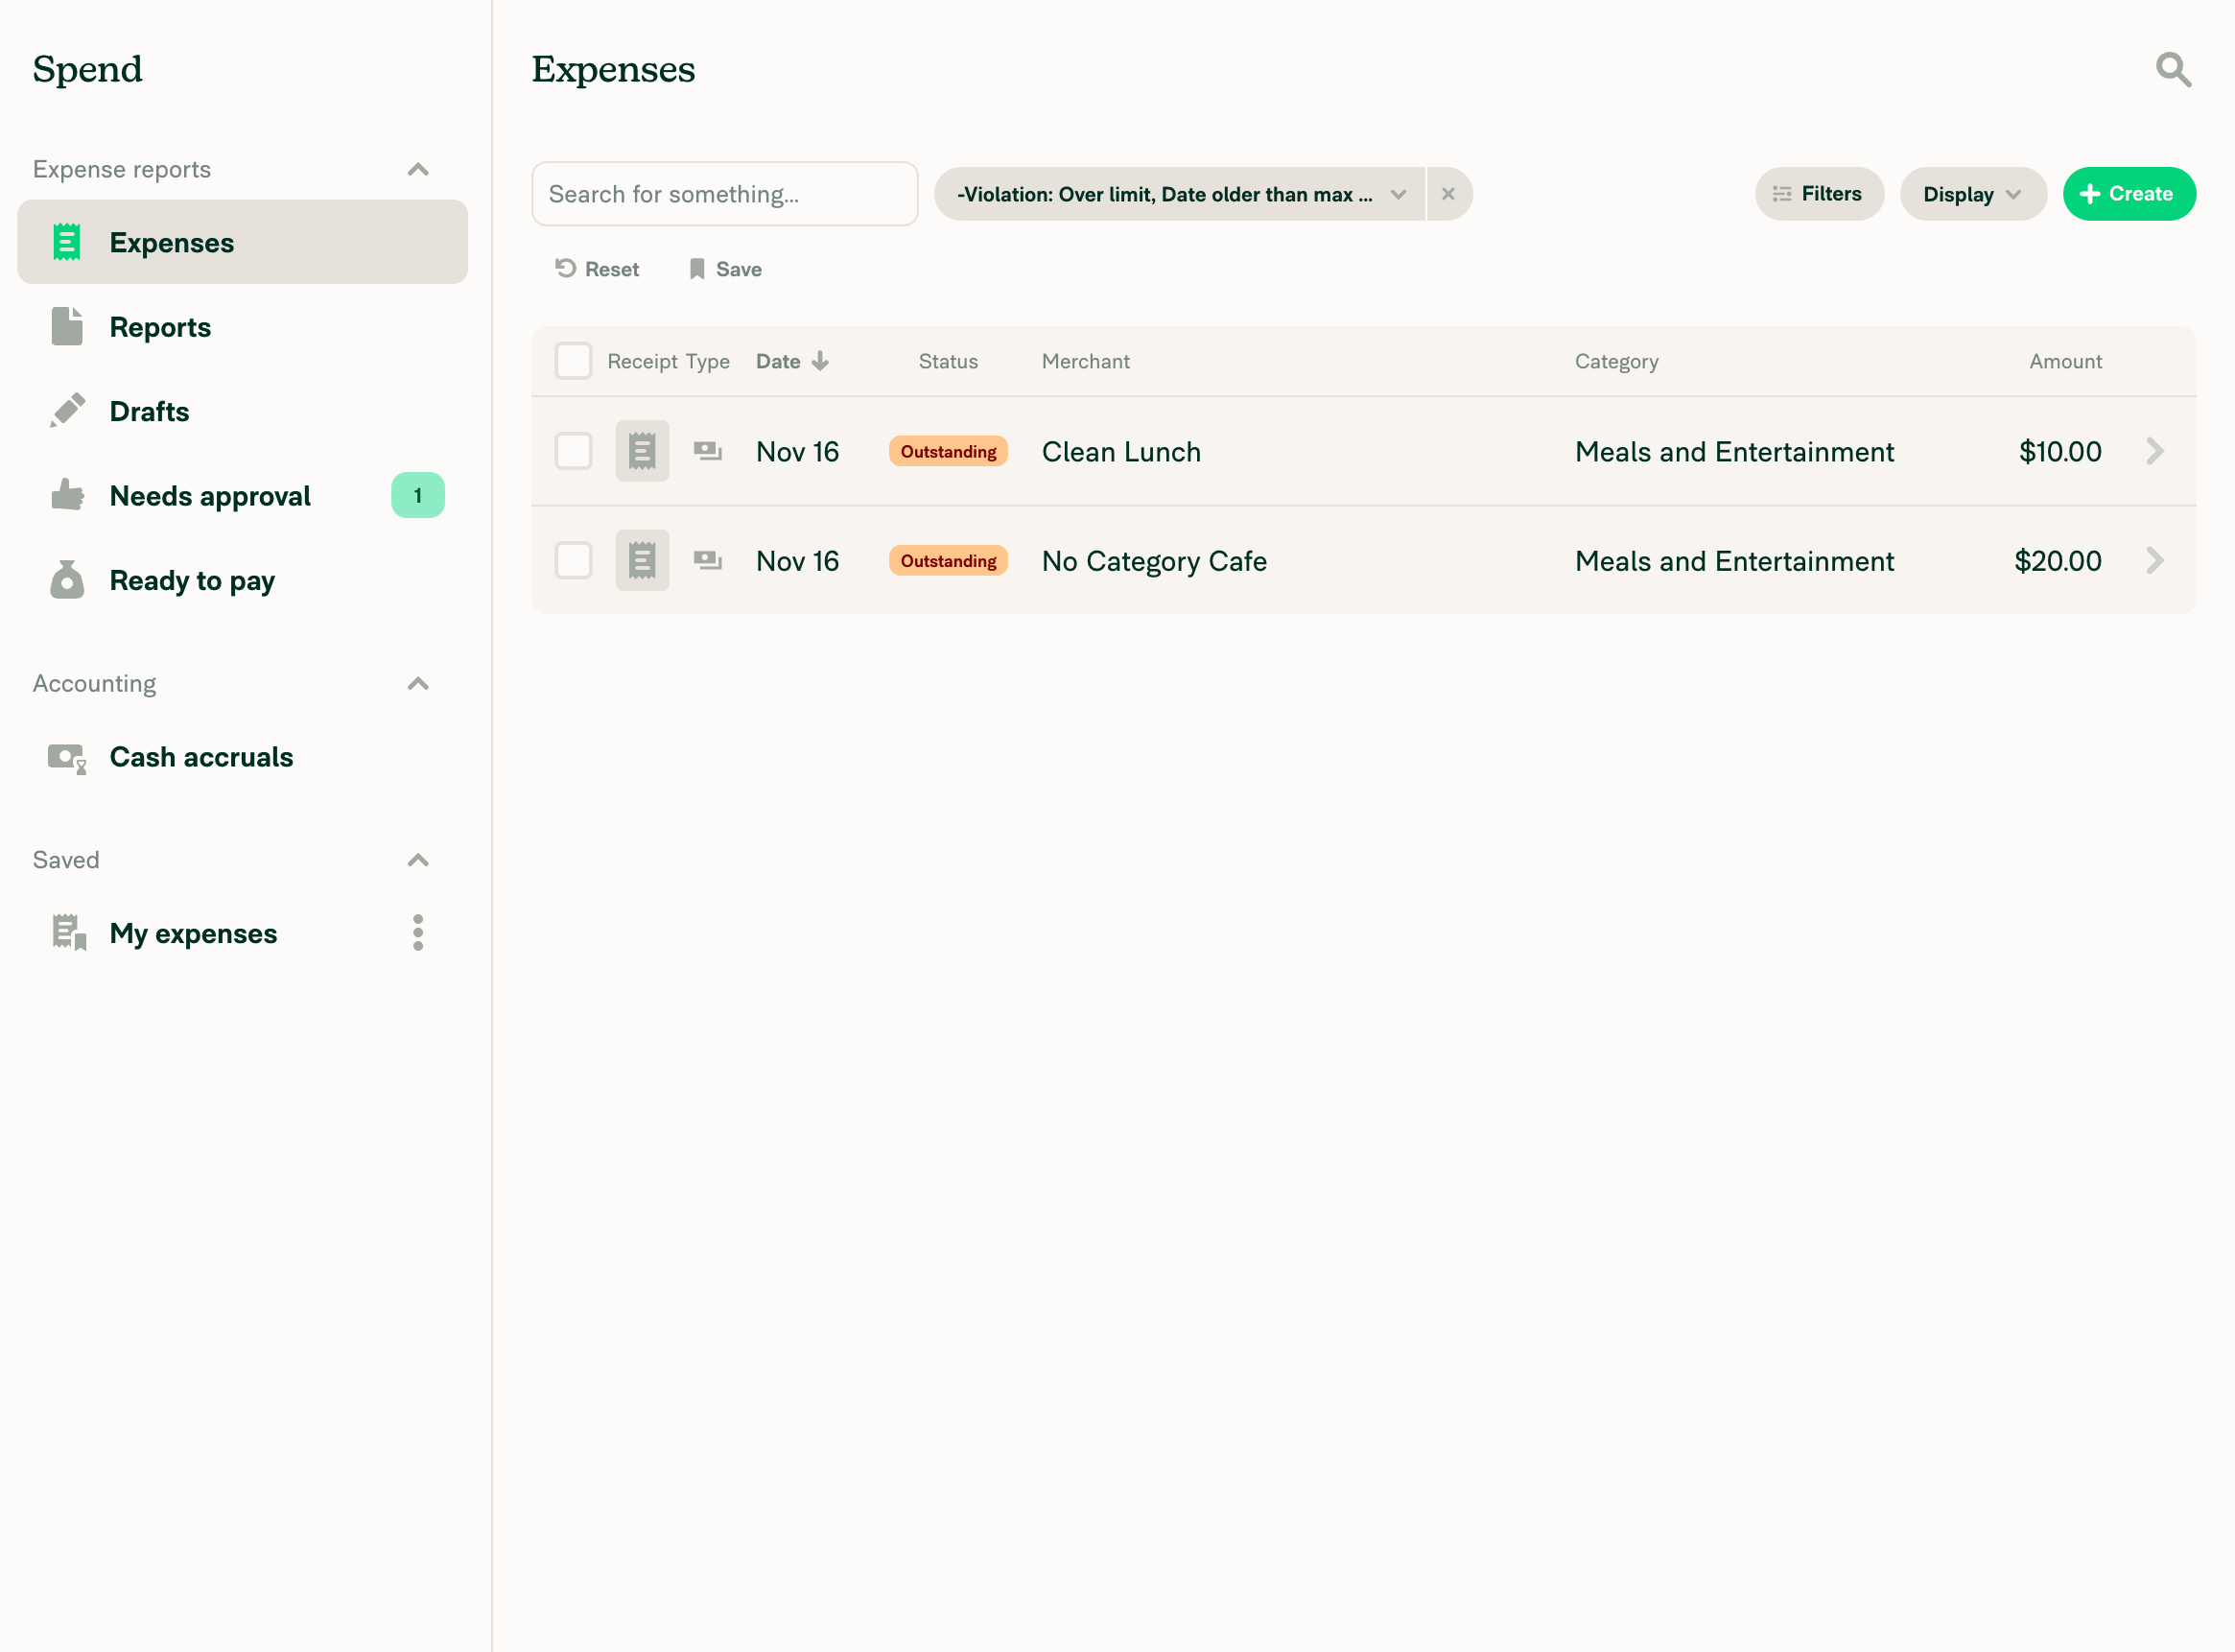 Spend
Expense reports
Expenses
Reports
Drafts
Needs approval 1
Ready to pay
Accounting
Cash accruals
Saved
My expenses
Expenses
Search for something...
-Violation: Over limit, Date older than max ...
Filters
Display
Create
Reset
Save
Receipt Type Date Status Merchant Category Amount
Nov 16 Outstanding Clean Lunch Meals and Entertainment $10.00
Nov 16 Outstanding No Category Cafe Meals and Entertainment $20.00